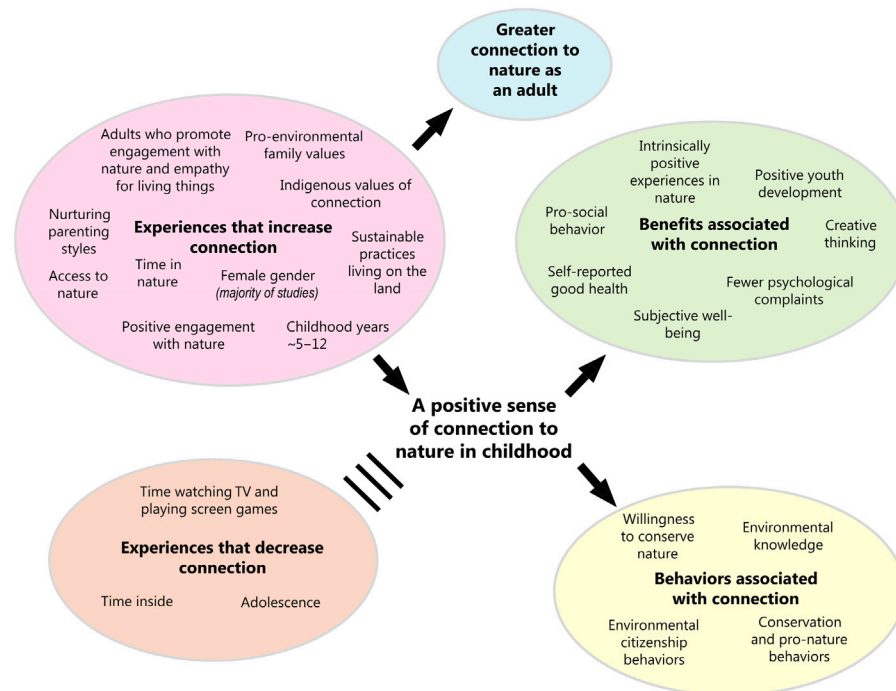 Greater
connection to
nature as
an adult
Adults who promote
engagement with
nature and empathy
for living things
Pro-environmental
family values
Indigenous values of
connection
Nurturing
parenting
styles
Experiences that increase
connection
Sustainable
practices
living on the
land
Access to
nature
Time in
nature
Female gender
(majority of studies)
Positive engagement
with nature
Childhood years
~5–12
Intrinsically
positive
experiences in
nature
Positive youth
development
Pro-social
behavior
Benefits associated
with connection
Creative
thinking
Self-reported
good health
Fewer psychological
complaints
Subjective well-
being
A positive sense
of connection to
nature in childhood
Time watching TV and
playing screen games
Experiences that decrease
connection
Time inside
Adolescence
Willingness
to conserve
nature
Environmental
knowledge
Behaviors associated
with connection
Environmental
citizenship
behaviors
Conservation
and pro-nature
behaviors